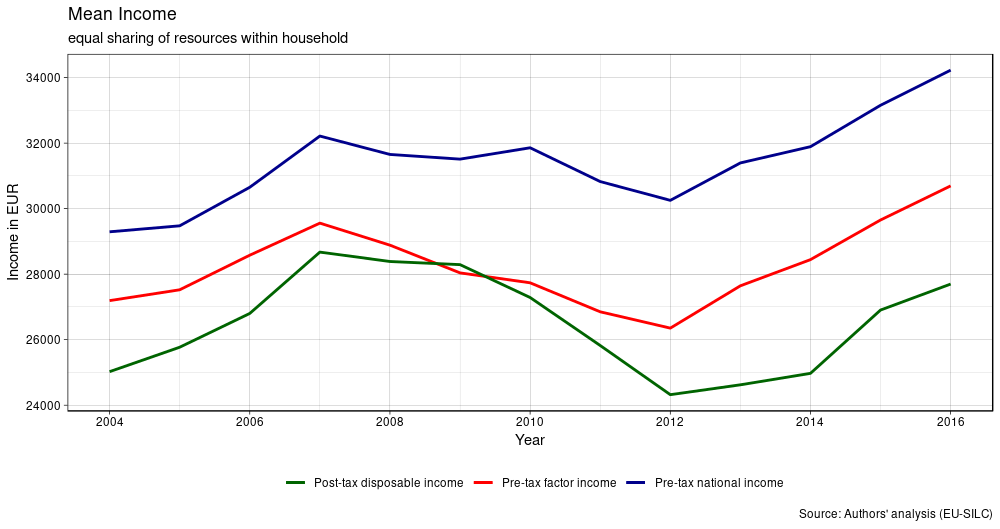 Mean Income
equal sharing of resources within household
Income in EUR
34000
32000
30000
28000
26000
24000
2004 2006 2008 2010 2012 2014 2016
Year
Post-tax disposable income Pre-tax factor income Pre-tax national income
Source: Authors' analysis (EU-SILC)